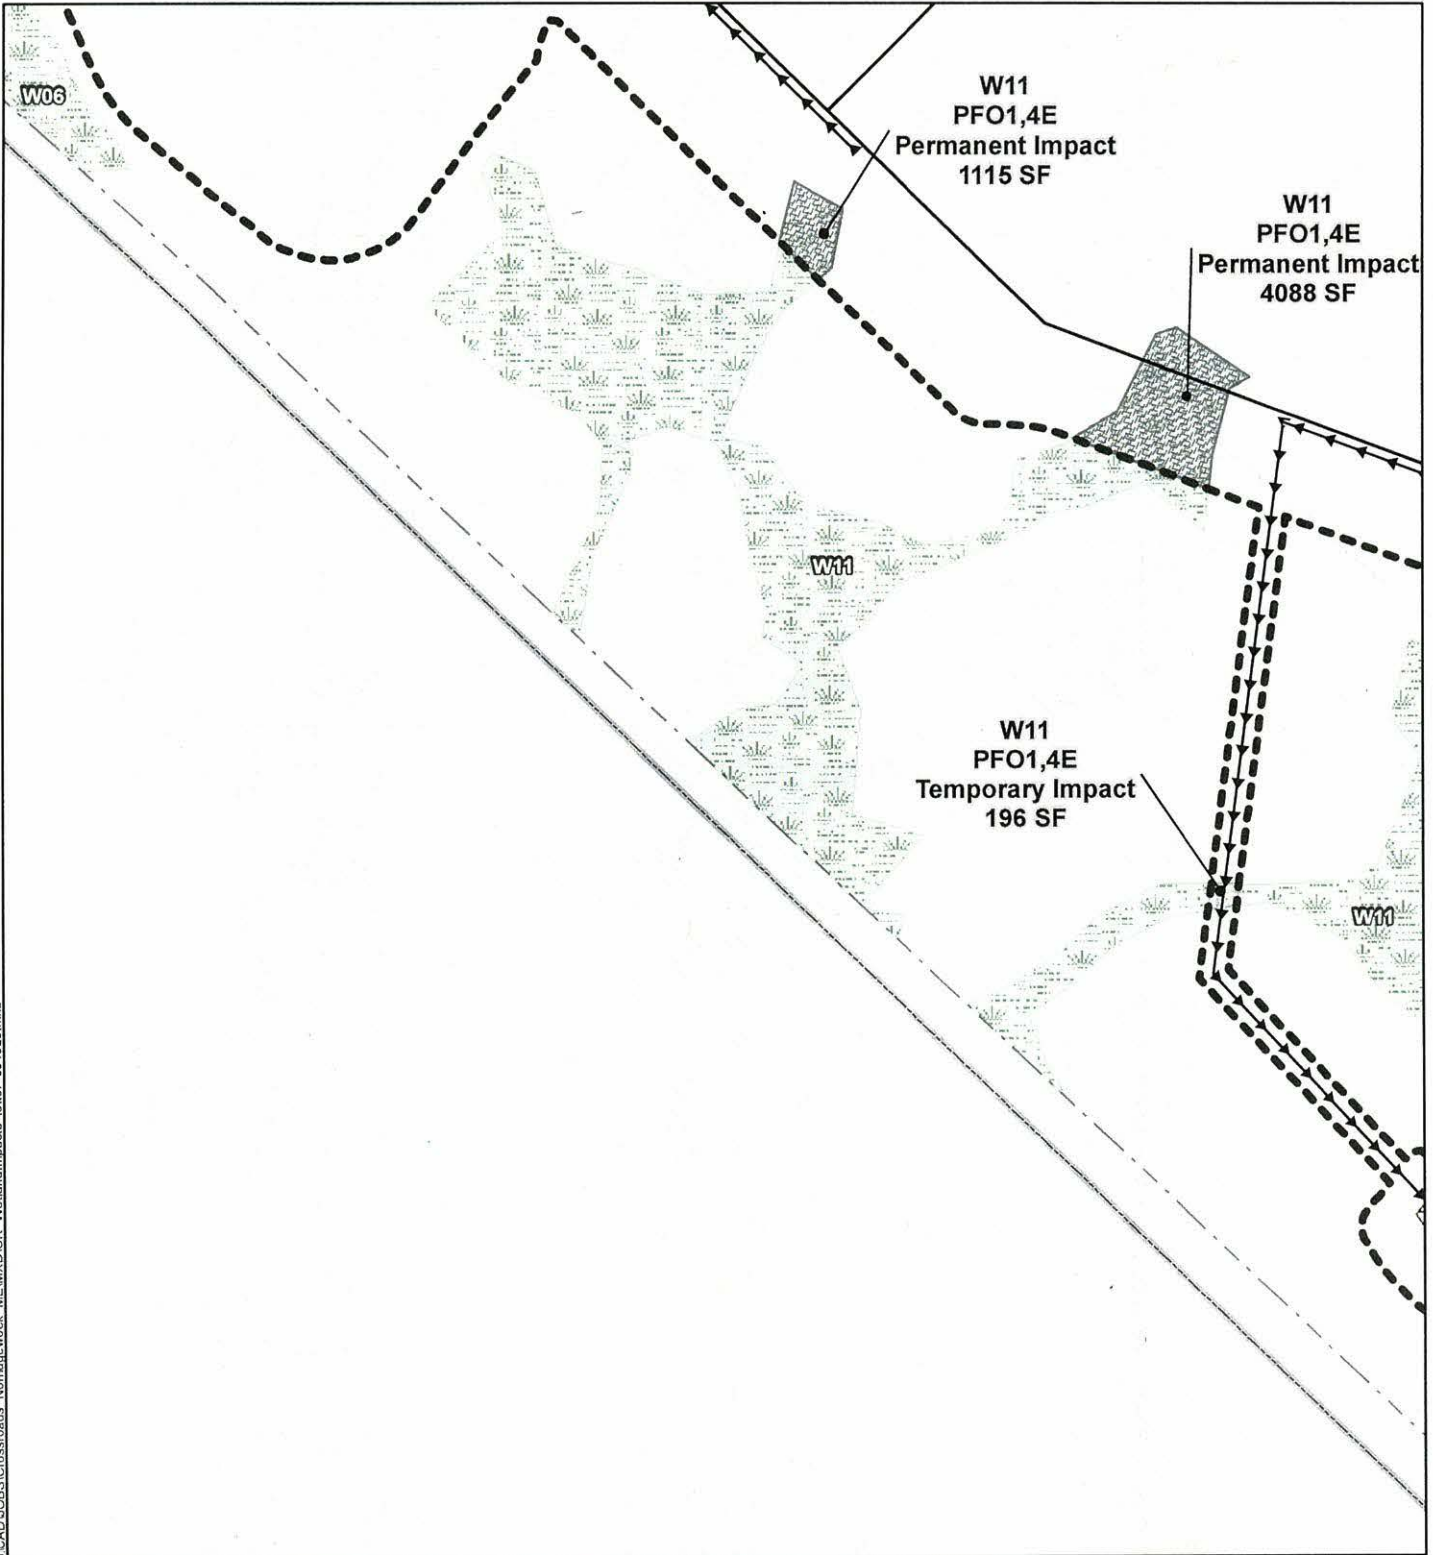 W06
W11
PFO1,4E
Permanent Impact
1115 SF
W11
PFO1,4E
Permanent Impact
4088 SF
W11
W11
PFO1,4E
Temporary Impact
196 SF
W11